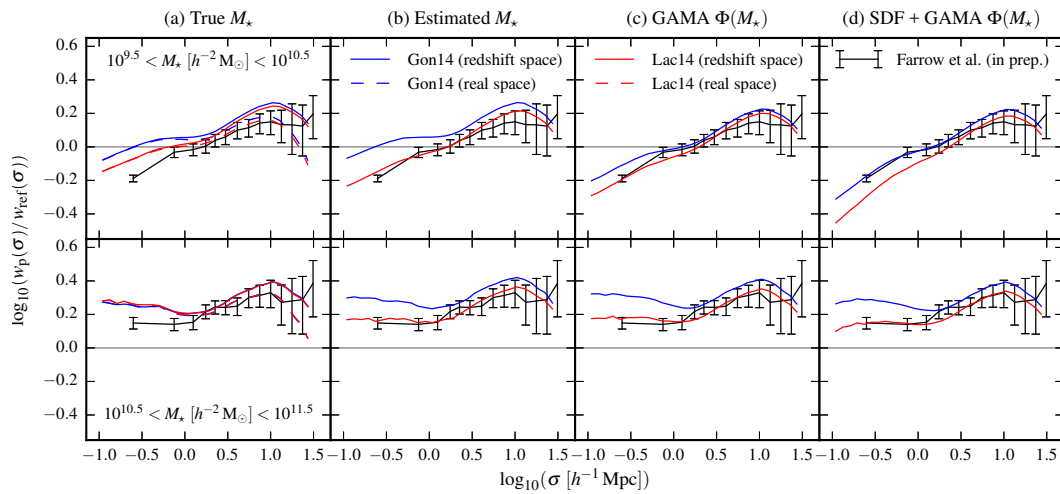 (a) True M⋆
(b) Estimated M⋆
(c) GAMA Φ(M⋆)
(d) SDF + GAMA Φ(M⋆)
10^9.5 < M⋆ [h^−2 M⊙] < 10^10.5
Gon14 (redshift space)
Gon14 (real space)
Lac14 (redshift space)
Lac14 (real space)
Farrow et al. (in prep.)
0.6
0.4
0.2
0.0
−0.2
−0.4
0.6
0.4
0.2
0.0
−0.2
−0.4
log10(wp(σ)/wref(σ))
10^10.5 < M⋆ [h^−2 M⊙] < 10^11.5
−1.0 −0.5 0.0 0.5 1.0 1.5
−1.0 −0.5 0.0 0.5 1.0 1.5
−1.0 −0.5 0.0 0.5 1.0 1.5
−1.0 −0.5 0.0 0.5 1.0 1.5
log10(σ [h^−1 Mpc])